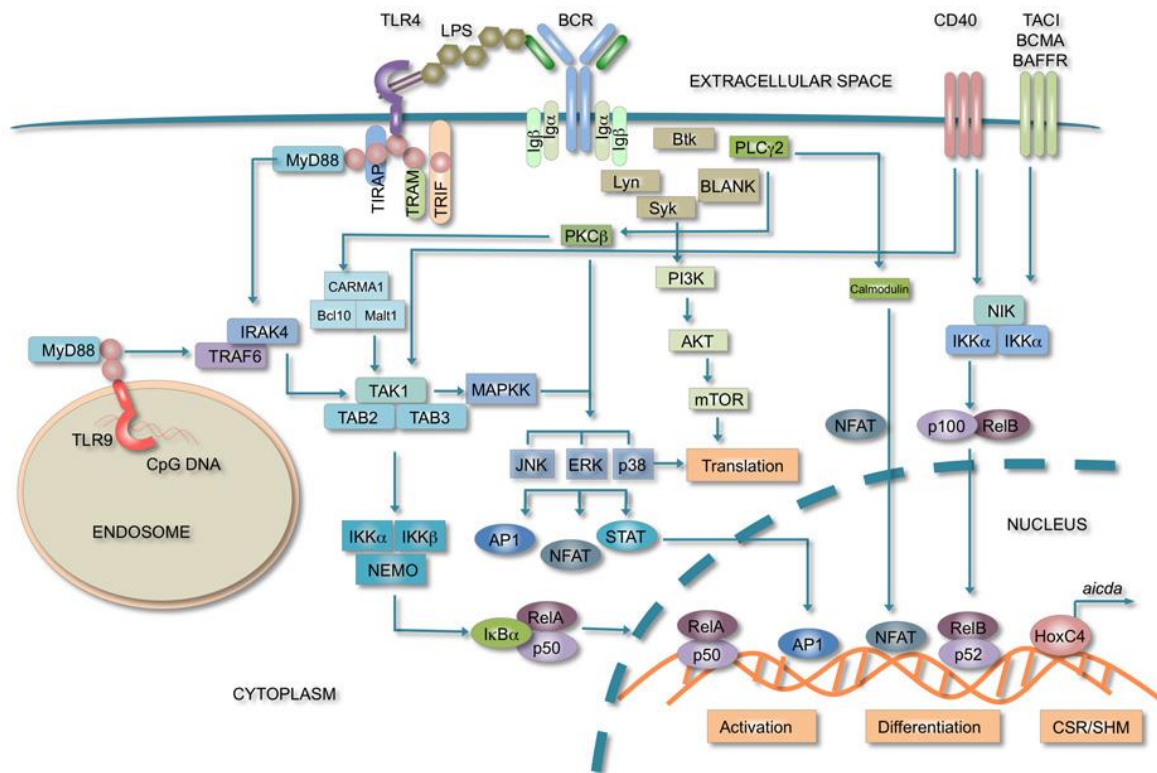 TLR4
LPS
BCR
CD40
TACI
BCMA
BAFFR
EXTRACELLULAR SPACE
Igβ
Igα
Igα
Igβ
Btk
PLCγ2
MyD88
TIRAP
TRAM
TRIF
Lyn
BLANK
Syk
PKCβ
CARMA1
Bcl10
Malt1
PI3K
Calmodulin
NIK
IKKα
IKKα
IRAK4
TRAF6
MyD88
AKT
TAK1
TAB2
TAB3
MAPKK
mTOR
NFAT
p100
RelB
TLR9
CpG DNA
JNK
ERK
p38
Translation
ENDOSOME
NUCLEUS
IKKα
IKKβ
NEMO
AP1
NFAT
STAT
aicda
IκBα
RelA
p50
RelA
p50
AP1
NFAT
RelB
p52
HoxC4
CYTOPLASM
Activation
Differentiation
CSR/SHM